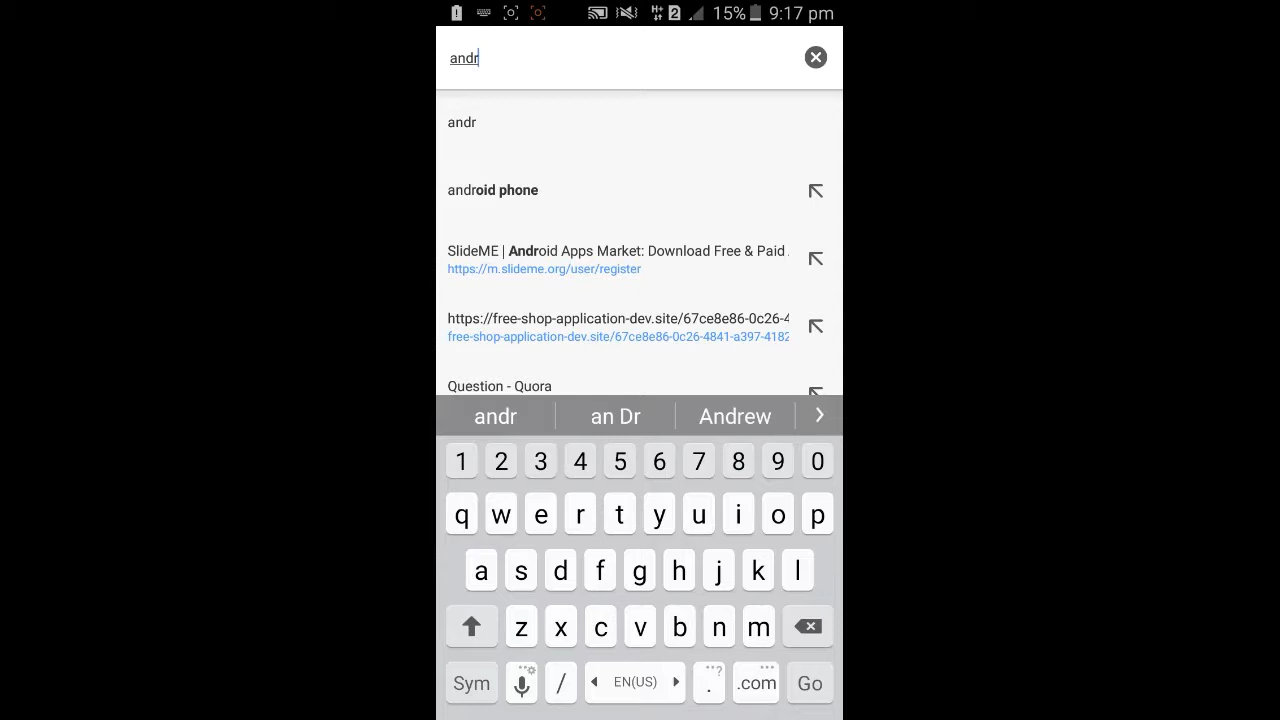 H+ 2 15% 9:17 pm
andr
andr
android phone
SlideME | Android Apps Market: Download Free & Paid
https://m.slideme.org/user/register
https://free-shop-application-dev.site/67ce8e86-0c26-4
free-shop-application-dev.site/67ce8e86-0c26-4841-a397-4182
Question - Quora
andr an Dr Andrew
1 2 3 4 5 6 7 8 9 0
q w e r t y u i o p
a s d f g h j k l
z x c v b n m
Sym / EN(US) . ? .com Go